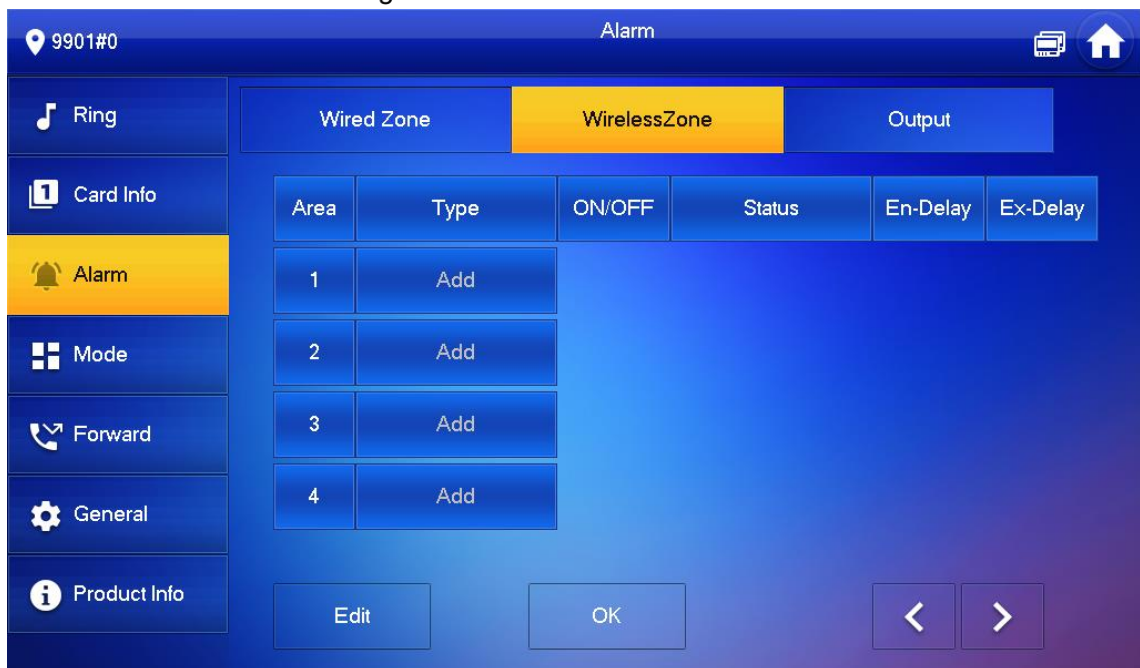 9901#0
Alarm
Ring
Card Info
Alarm
Mode
Forward
General
Product Info
Wired Zone WirelessZone Output
Area Type ON/OFF Status En-Delay Ex-Delay
1 Add
2 Add
3 Add
4 Add
Edit OK